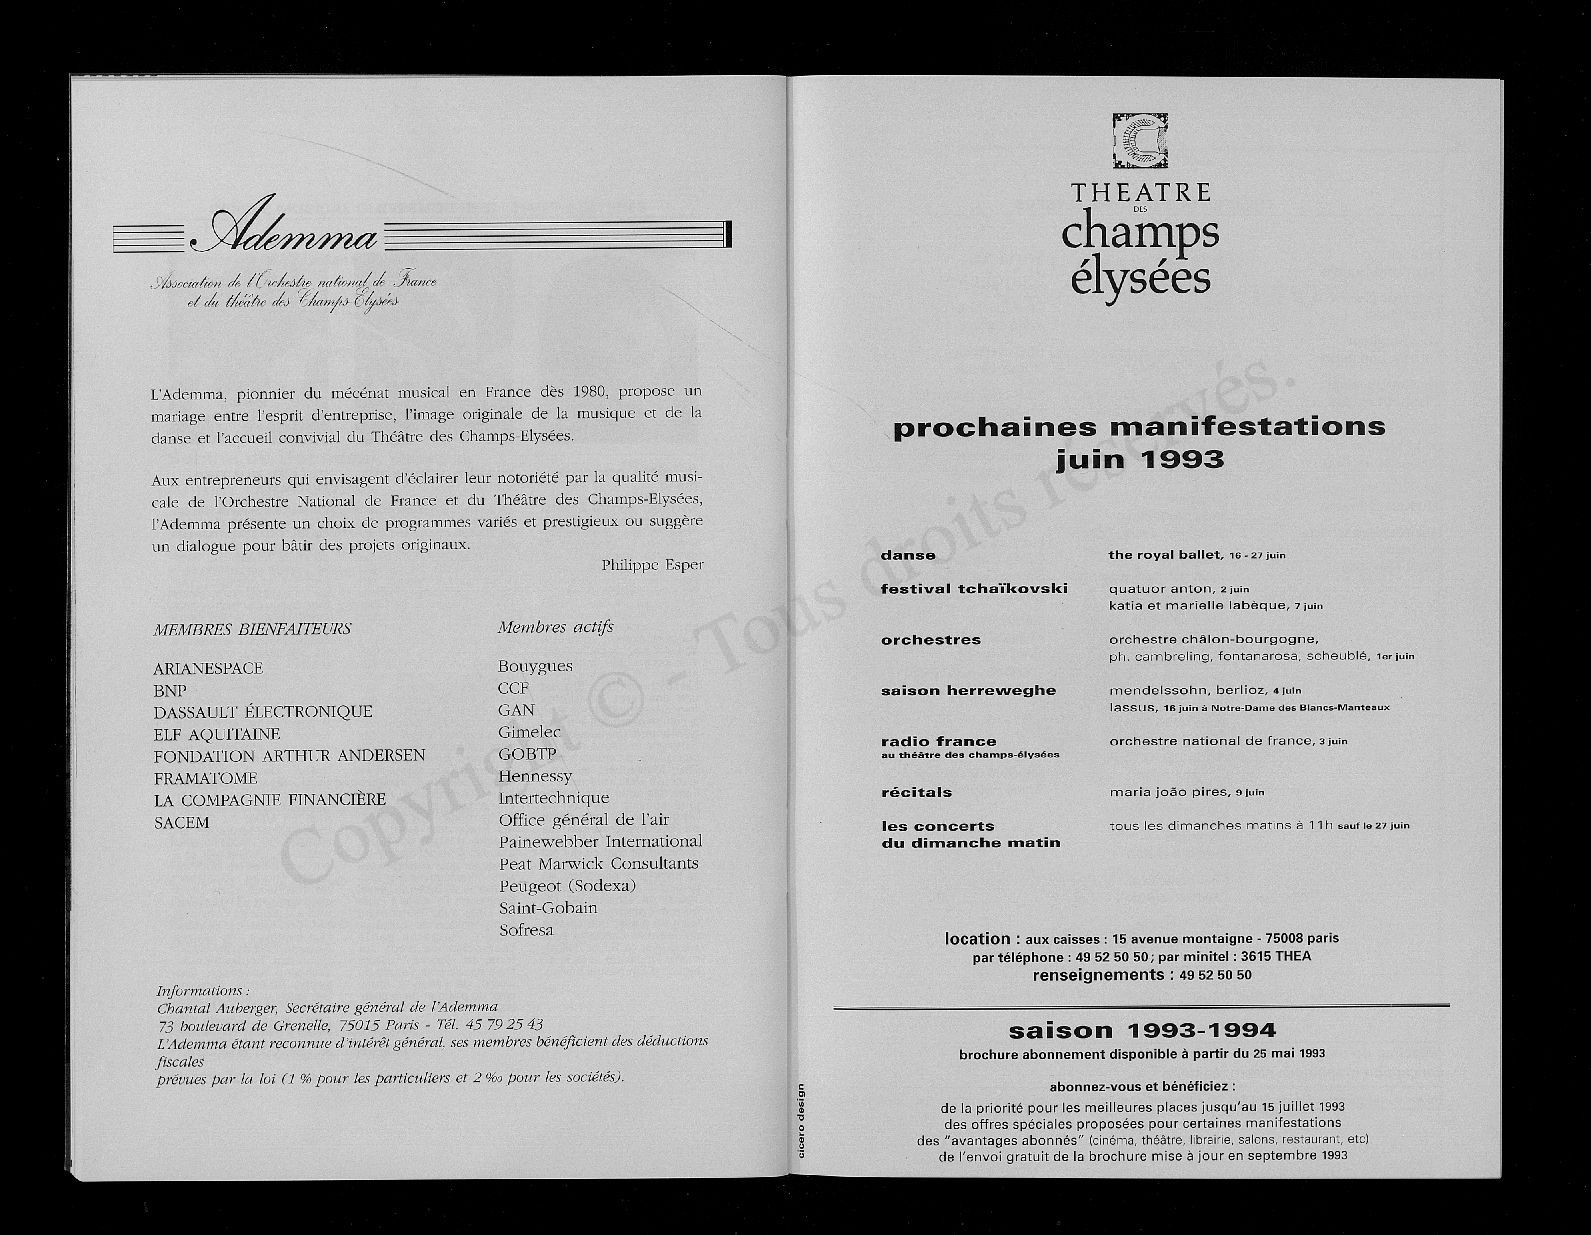 Ademma
Association de l'Orchestre national de France
et du théâtre des Champs-Elysées
L'Ademma, pionnier du mécénat musical en France dès 1980, propose un
mariage entre l'esprit d'entreprise, l'image originale de la musique et de la
danse et l'accueil convivial du Théâtre des Champs-Elysées.
Aux entrepreneurs qui envisagent d'éclairer leur notoriété par la qualité musi-
cale de l'Orchestre National de France et du Théâtre des Champs-Elysées,
l'Ademma présente un choix de programmes variés et prestigieux ou suggère
un dialogue pour bâtir des projets originaux.
Philippe Esper
MEMBRES BIENFAITEURS
ARIANESPACE
BNP
DASSAULT ÉLECTRONIQUE
ELF AQUITAINE
FONDATION ARTHUR ANDERSEN
FRAMATOME
LA COMPAGNIE FINANCIÈRE
SACEM
Membres actifs
Bouygues
CCF
GAN
Gimelec
GOBTP
Hennessy
Intertechnique
Office général de l'air
Painewebber International
Peat Marwick Consultants
Peugeot (Sodexa)
Saint-Gobain
Sofresa
Informations :
Chantal Auberger, Secrétaire général de l'Ademma
73 boulevard de Grenelle, 75015 Paris - Tél. 45 79 25 43
L'Ademma étant reconnue d'intérêt général, ses membres bénéficient des déductions
fiscales
prévues par la loi (1 % pour les particuliers et 2 ‰ pour les sociétés).
THEATRE
DES
champs
élysées
prochaines manifestations
juin 1993
danse the royal ballet, 16 - 27 juin
festival tchaïkovski quatuor anton, 2 juin
katia et marielle labèque, 7 juin
orchestres orchestre châlon-bourgogne,
ph. cambreling, fontanarosa, scheublé, 1er juin
saison herreweghe mendelssohn, berlioz, 4 juin
lassus, 16 juin à Notre-Dame des Blancs-Manteaux
radio france orchestre national de france, 3 juin
au théâtre des champs-élysées
récitals maria joão pires, 9 juin
les concerts tous les dimanches matins à 11h sauf le 27 juin
du dimanche matin
location : aux caisses : 15 avenue montaigne - 75008 paris
par téléphone : 49 52 50 50; par minitel : 3615 THEA
renseignements : 49 52 50 50
saison 1993-1994
brochure abonnement disponible à partir du 25 mai 1993
abonnez-vous et bénéficiez :
de la priorité pour les meilleures places jusqu'au 15 juillet 1993
des offres spéciales proposées pour certaines manifestations
des "avantages abonnés" (cinéma, théâtre, librairie, salons, restaurant, etc)
de l'envoi gratuit de la brochure mise à jour en septembre 1993
cicero design
Copyright © - Tous droits réservés.